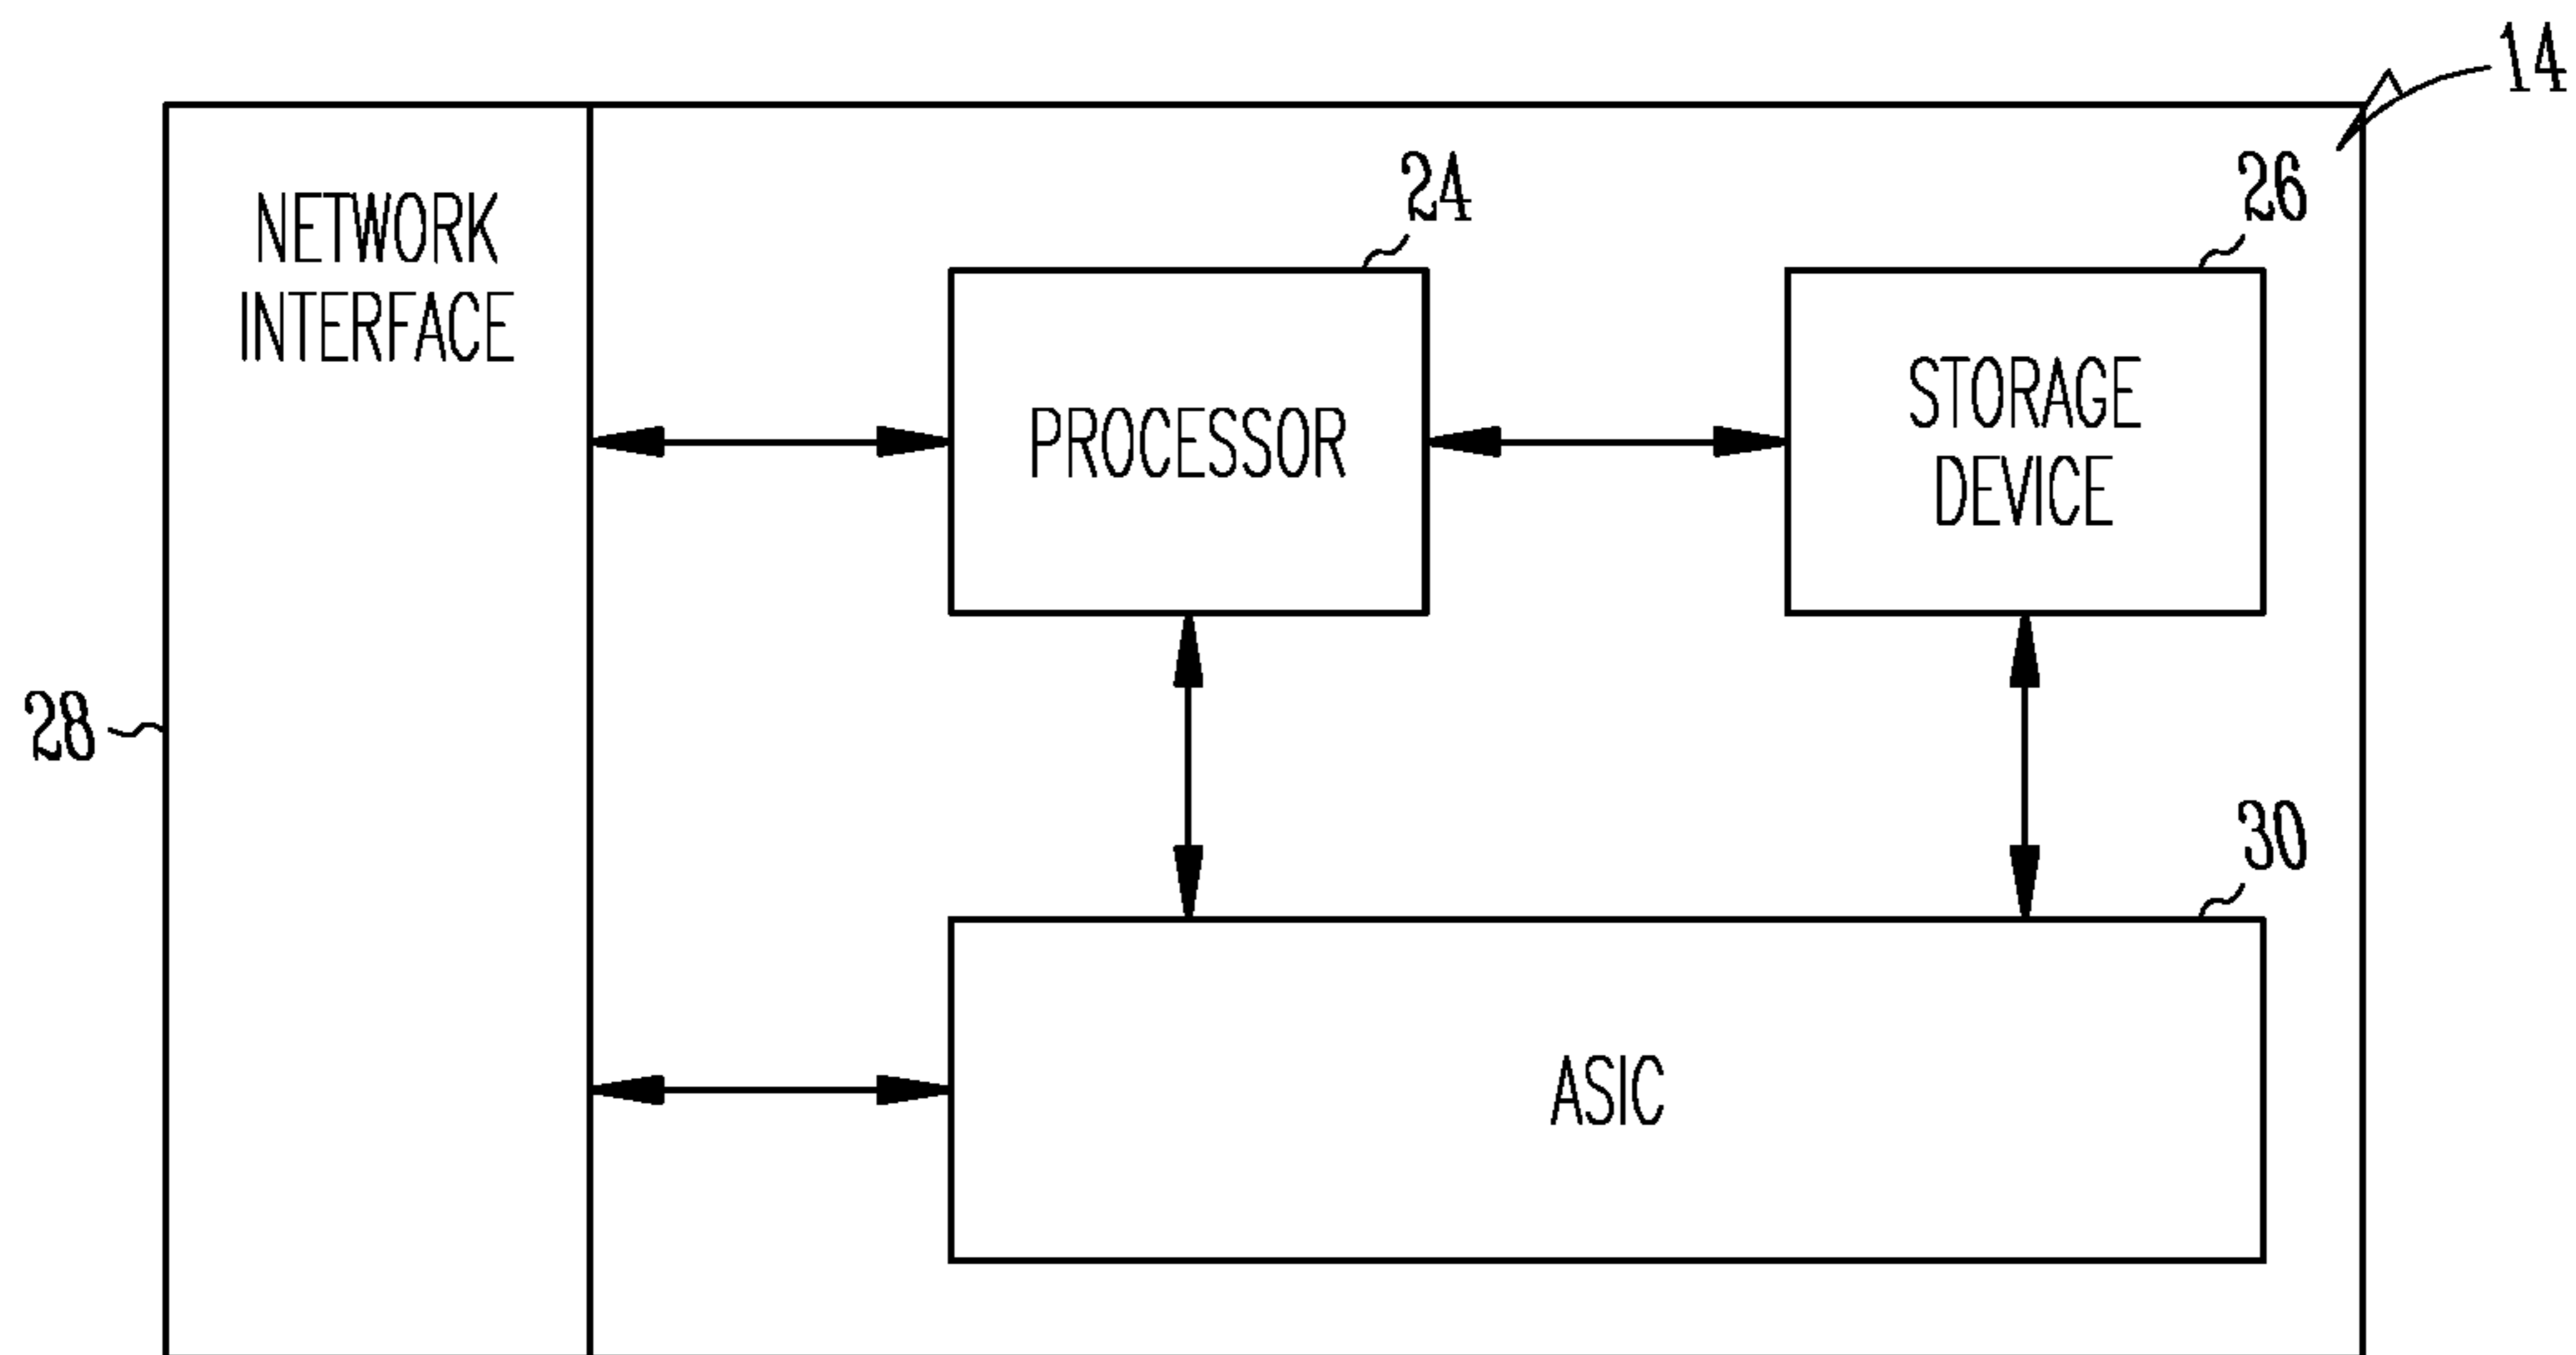 14
24
26
NETWORK
INTERFACE
PROCESSOR
STORAGE
DEVICE
28
30
ASIC